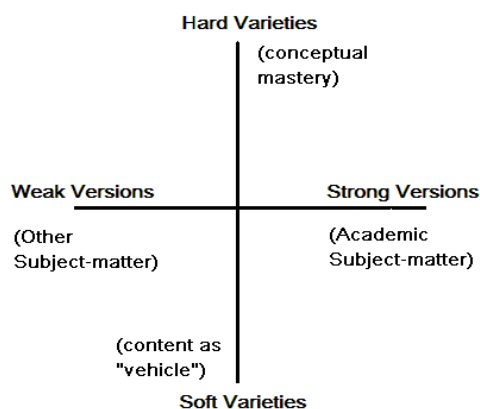 Hard Varieties
(conceptual
mastery)
Weak Versions
Strong Versions
(Other
Subject-matter)
(Academic
Subject-matter)
(content as
"vehicle")
Soft Varieties